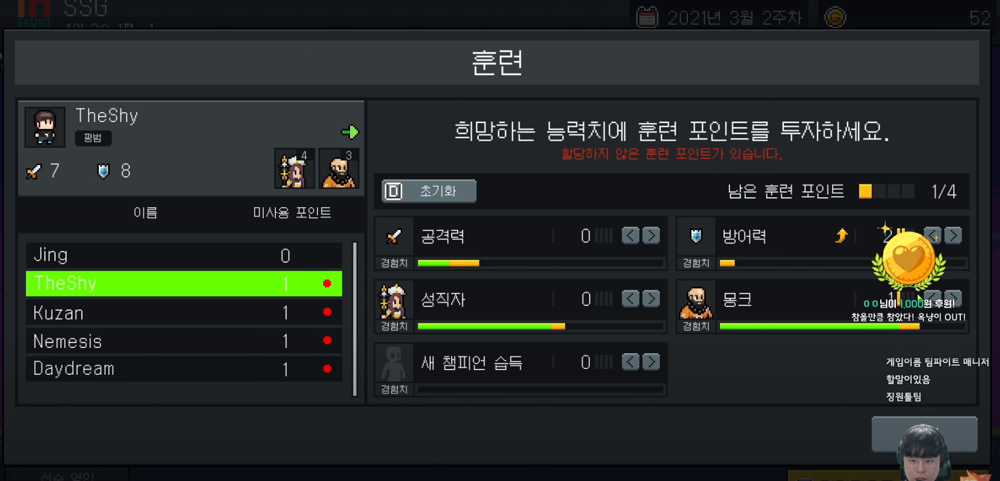 SSG
SEVEN
2021년 3월 2주차
52
훈련
TheShy
평범
7
8
4
3
이름
미사용 포인트
Jing 0
TheShy 1
Kuzan 1
Nemesis 1
Daydream 1
희망하는 능력치에 훈련 포인트를 투자하세요.
할당하지 않은 훈련 포인트가 있습니다.
D 초기화
남은 훈련 포인트 1/4
공격력 0
경험치
방어력 2
경험치
성직자 0
경험치
몽크 1
경험치
새 챔피언 습득 0
경험치
ㅇㅇ님이 1,000원 후원!
참을만큼 참았다! 옥냥이 OUT!
게임이름 팀파이트 매니저
할말이있음
징원툴팀